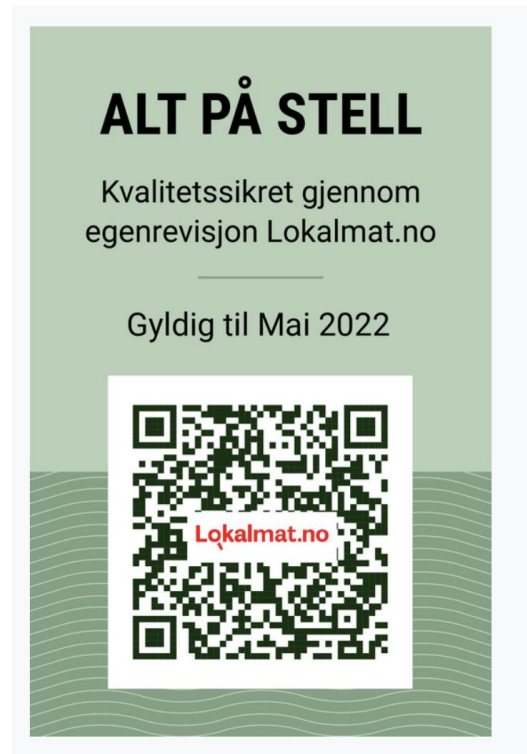 ALT PÅ STELL
Kvalitetssikret gjennom
egenrevisjon Lokalmat.no
Gyldig til Mai 2022
Lokalmat.no